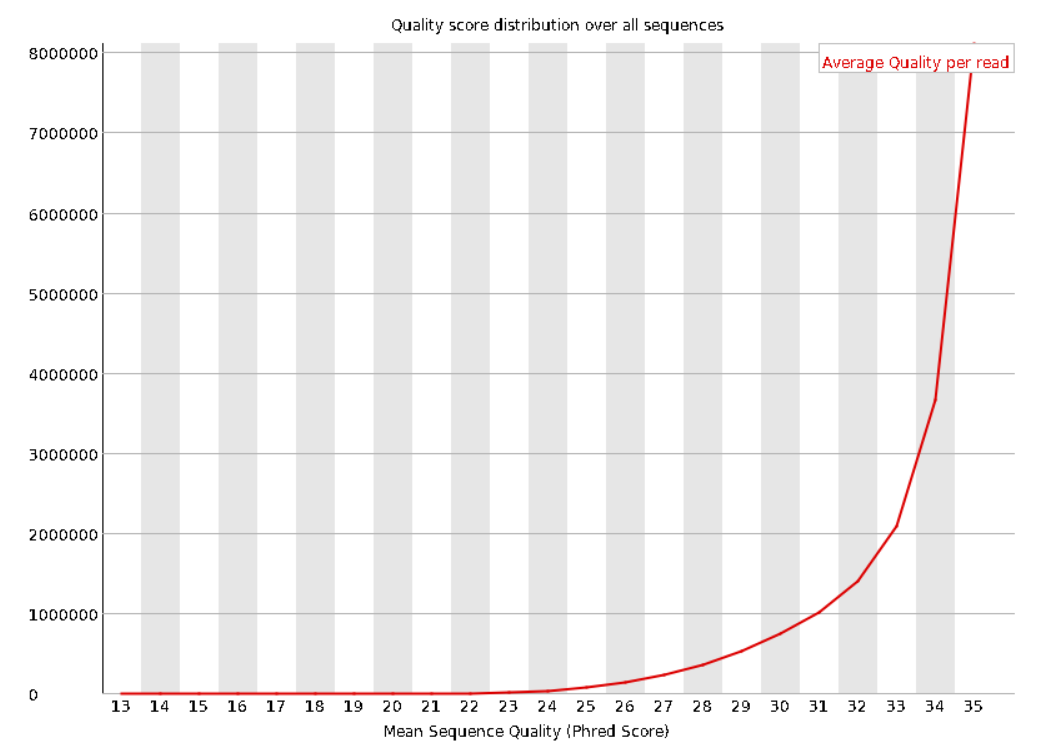 Quality score distribution over all sequences
Average Quality per read
8000000
7000000
6000000
5000000
4000000
3000000
2000000
1000000
0
13 14 15 16 17 18 19 20 21 22 23 24 25 26 27 28 29 30 31 32 33 34 35
Mean Sequence Quality (Phred Score)